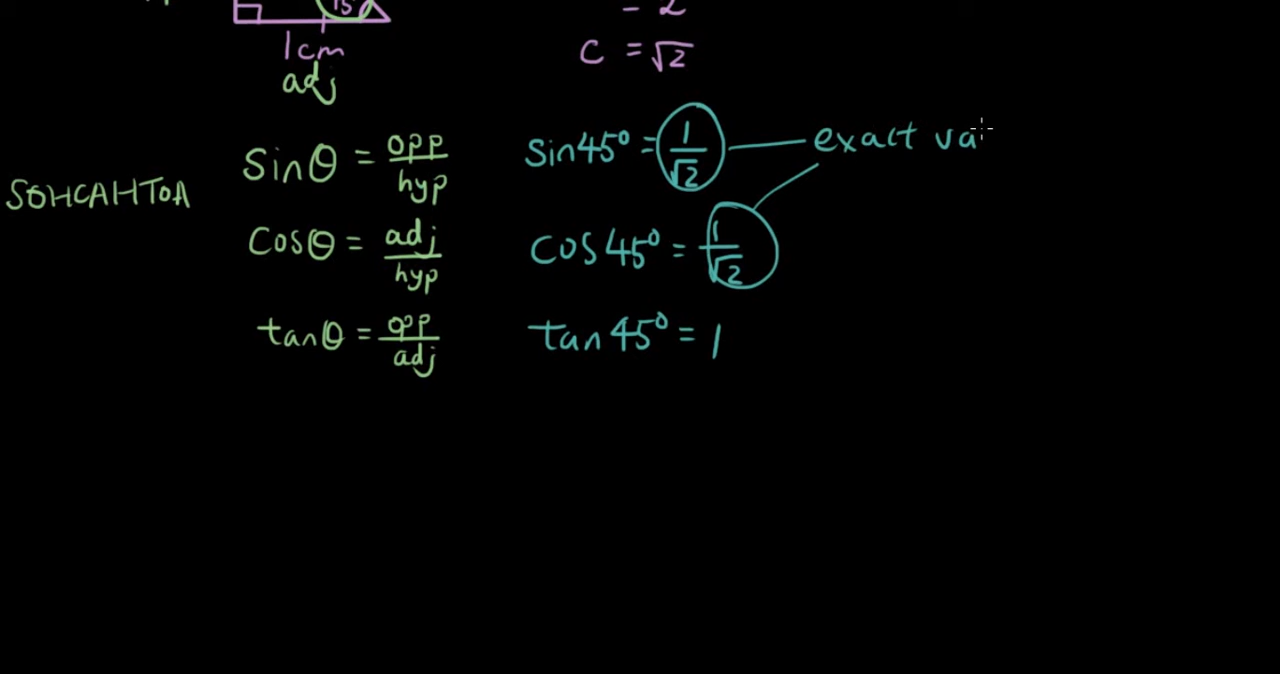 = 2
1cm
c = √2
adj
sinθ = opp/hyp
sin45° = 1/√2
exact va
SOHCAHTOA
cosθ = adj/hyp
cos45° = 1/√2
tanθ = opp/adj
tan45° = 1